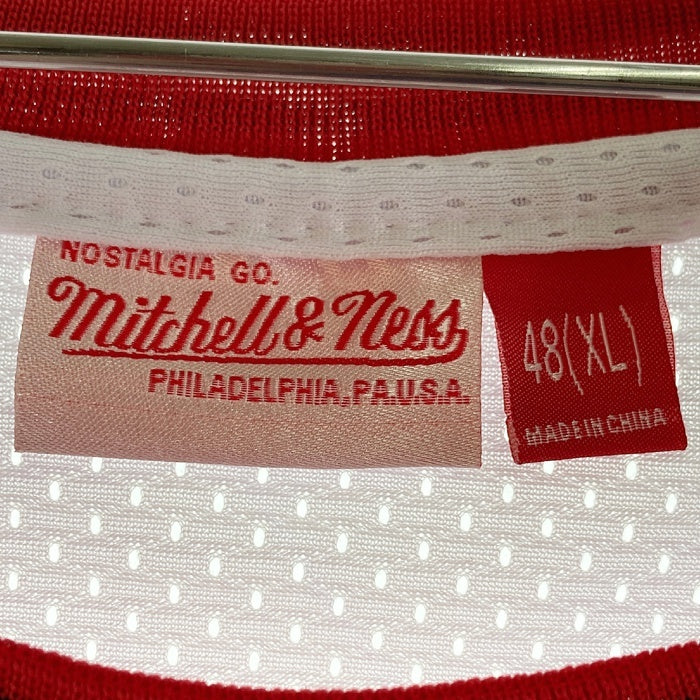 NOSTALGIA CO.
Mitchell & Ness
PHILADELPHIA, PA.U.S.A.
48(XL)
MADE IN CHINA